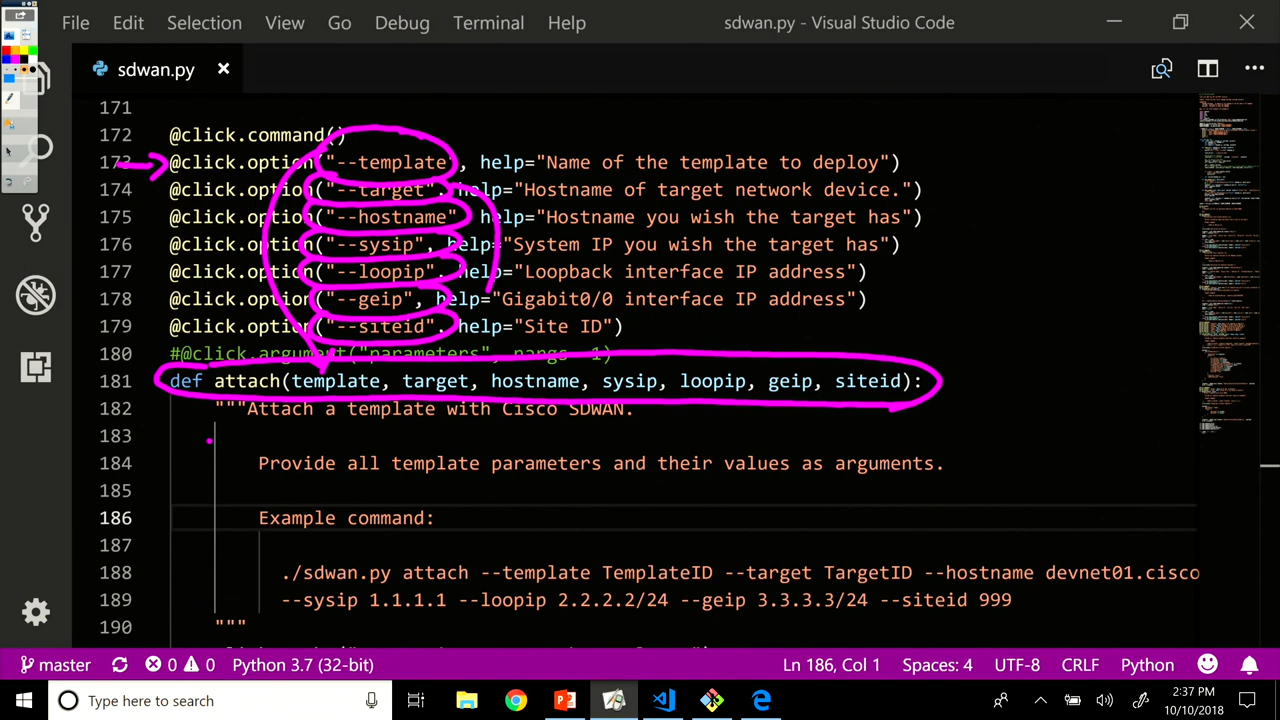 File Edit Selection View Go Debug Terminal Help sdwan.py - Visual Studio Code
sdwan.py
171
172 @click.command()
173 @click.option("--template", help="Name of the template to deploy")
174 @click.option("--target", help="Hostname of target network device.")
175 @click.option("--hostname", help="Hostname you wish the target has")
176 @click.option("--sysip", help="System IP you wish the target has")
177 @click.option("--loopip", help="Loopback interface IP address")
178 @click.option("--geip", help="Gigabit0/0 interface IP address")
179 @click.option("--siteid", help="Site ID")
180 #@click.argument("parameters", nargs=-1)
181 def attach(template, target, hostname, sysip, loopip, geip, siteid):
182 """Attach a template with Cisco SDWAN.
183
184 Provide all template parameters and their values as arguments.
185
186 Example command:
187
188 ./sdwan.py attach --template TemplateID --target TargetID --hostname devnet01.cisco
189 --sysip 1.1.1.1 --loopip 2.2.2.2/24 --geip 3.3.3.3/24 --siteid 999
190 """
master 0 0 Python 3.7 (32-bit) Ln 186, Col 1 Spaces: 4 UTF-8 CRLF Python
Type here to search 2:37 PM
10/10/2018